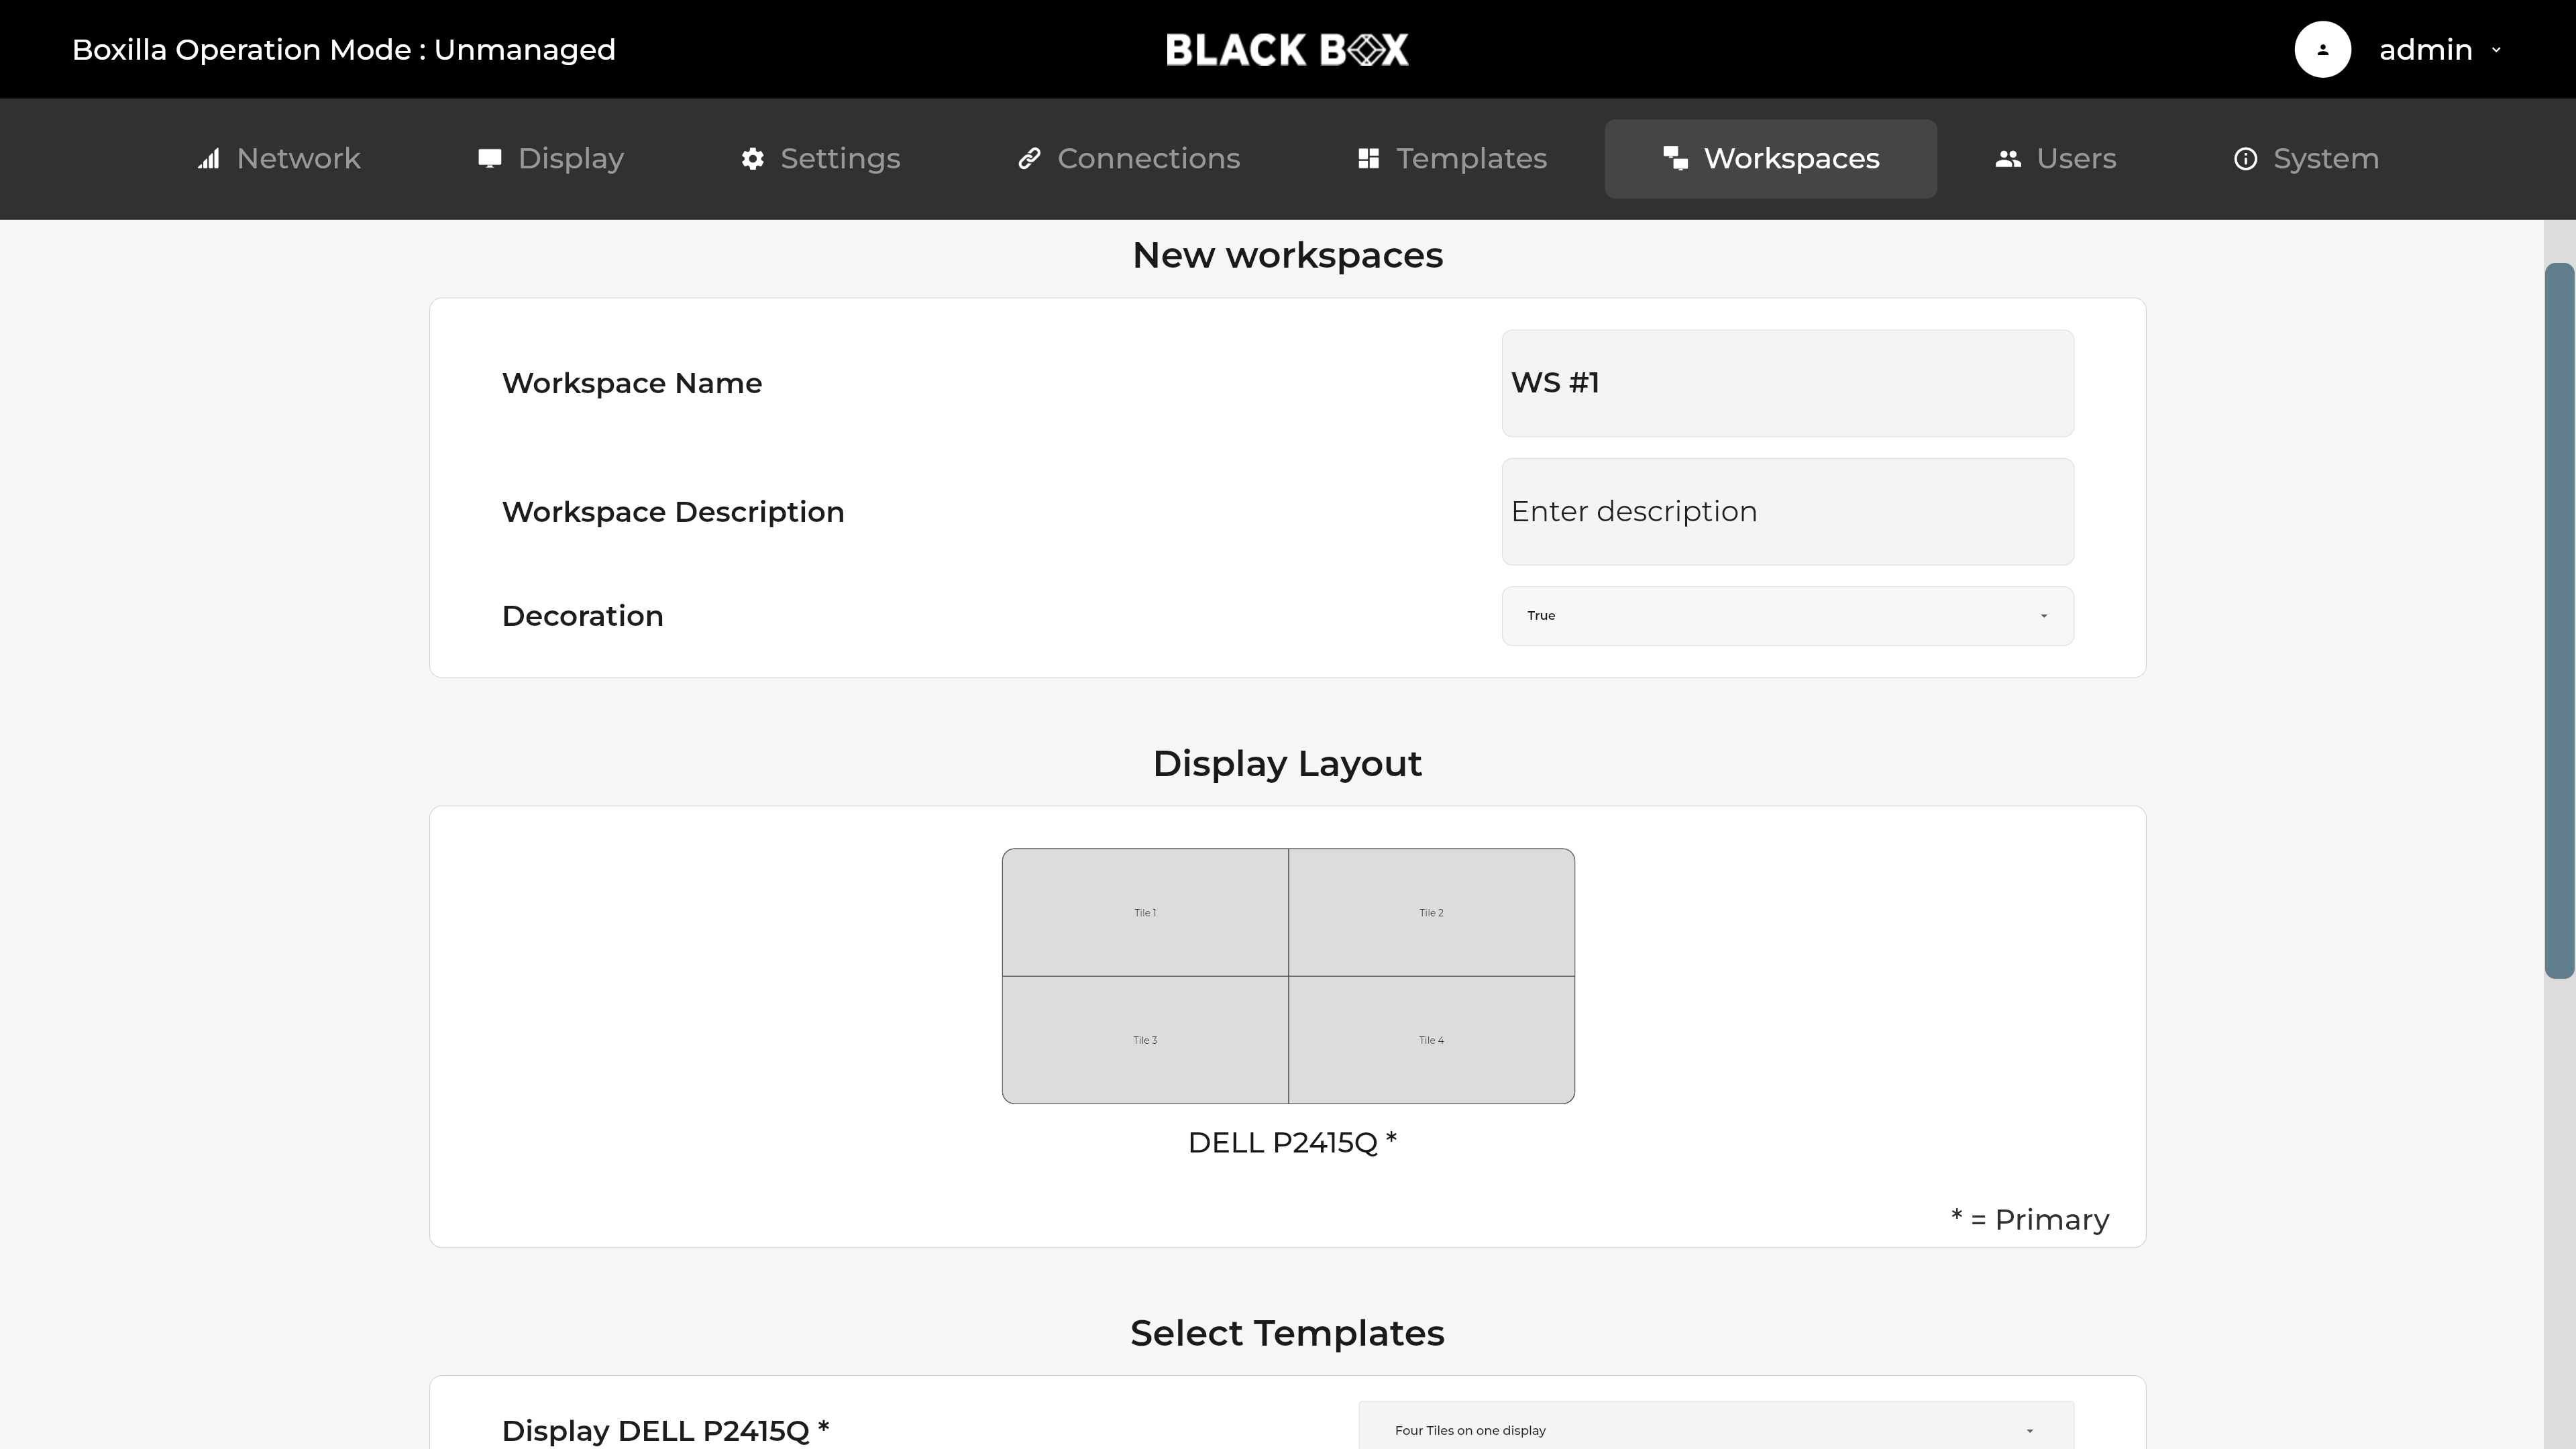 Boxilla Operation Mode : Unmanaged
BLACK BOX
admin
Network
Display
Settings
Connections
Templates
Workspaces
Users
System
New workspaces
Workspace Name
WS #1
Workspace Description
Enter description
Decoration
True
Display Layout
Tile 1
Tile 2
Tile 3
Tile 4
DELL P2415Q *
* = Primary
Select Templates
Display DELL P2415Q *
Four Tiles on one display